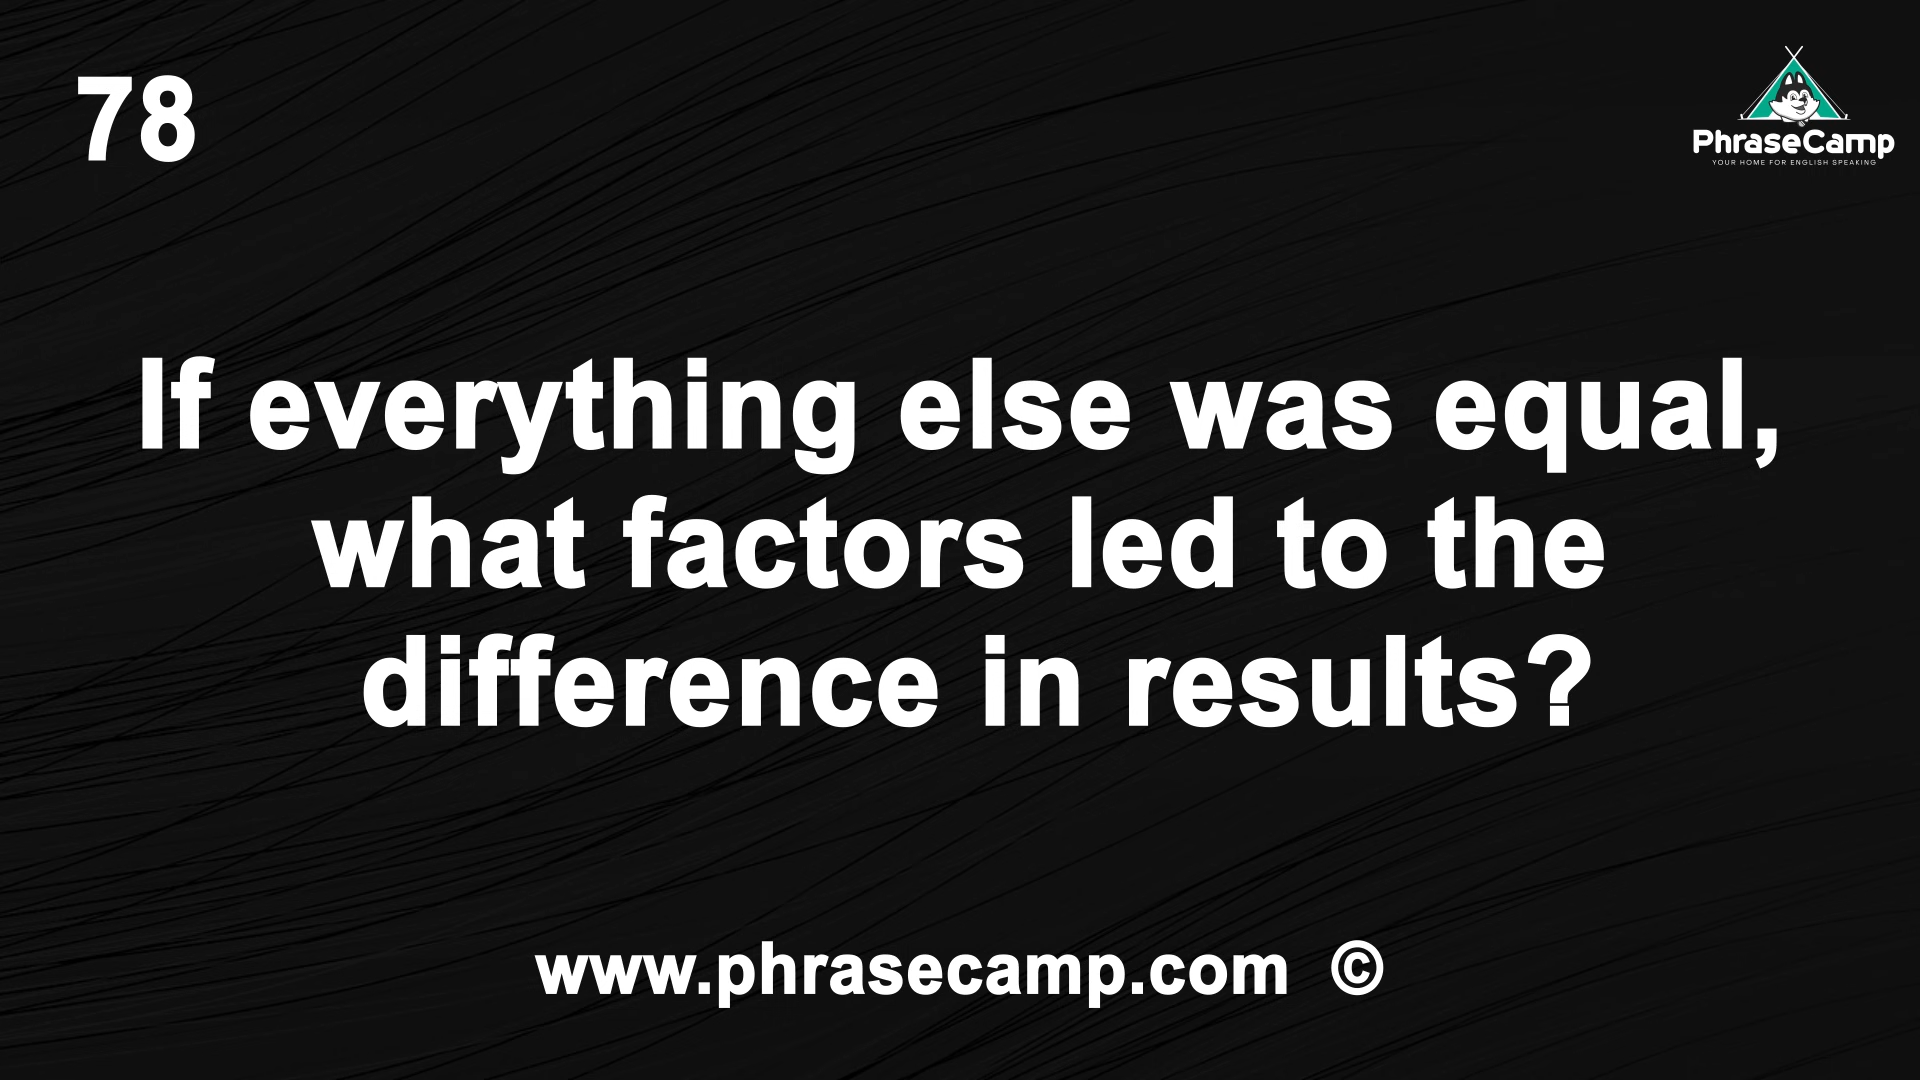 78
PhraseCamp
YOUR HOME FOR ENGLISH SPEAKING
If everything else was equal,
what factors led to the
difference in results?
www.phrasecamp.com ©